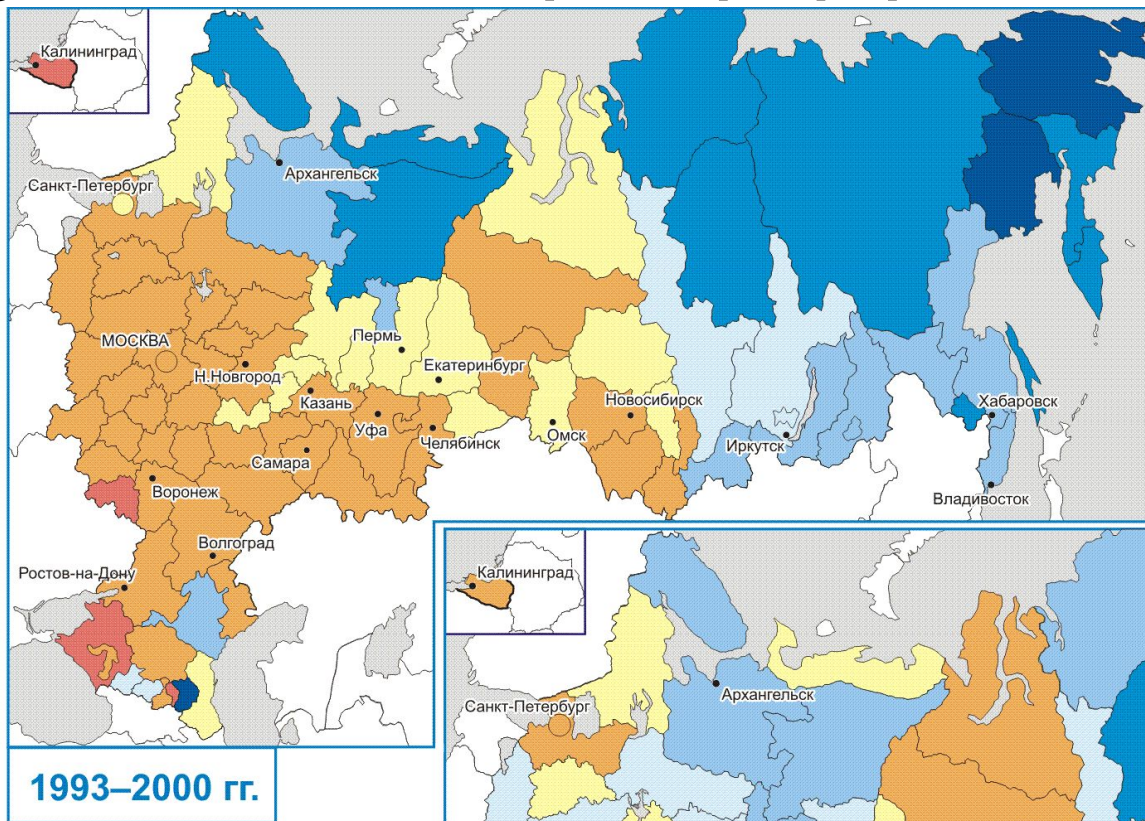 Калининград
Архангельск
Санкт-Петербург
МОСКВА
Пермь
Н.Новгород
Екатеринбург
Казань
Новосибирск
Хабаровск
Уфа
Челябинск
Омск
Иркутск
Самара
Воронеж
Владивосток
Волгоград
Ростов-на-Дону
1993–2000 гг.
Калининград
Архангельск
Санкт-Петербург